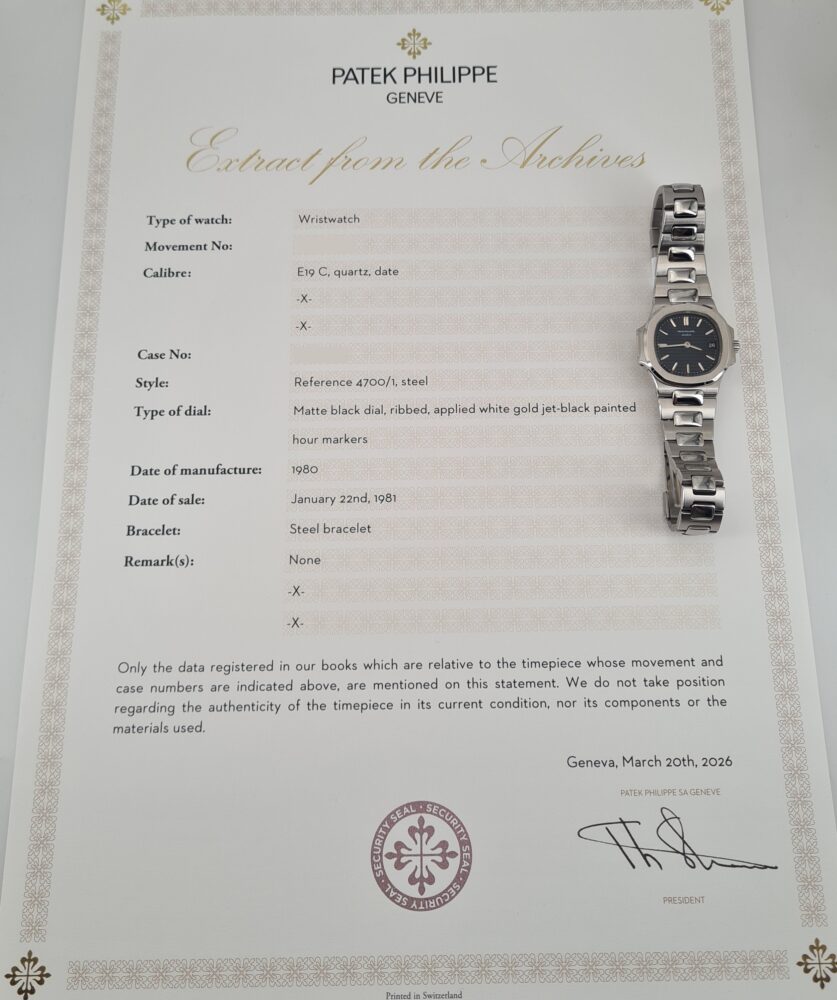 PATEK PHILIPPE
GENEVE
Extract from the Archives
Type of watch: Wristwatch
Movement No:
Calibre: E19 C, quartz, date
-X-
-X-
Case No:
Style: Reference 4700/1, steel
Type of dial: Matte black dial, ribbed, applied white gold jet-black painted
hour markers
Date of manufacture: 1980
Date of sale: January 22nd, 1981
Bracelet: Steel bracelet
Remark(s): None
-X-
-X-
Only the data registered in our books which are relative to the timepiece whose movement and
case numbers are indicated above, are mentioned on this statement. We do not take position
regarding the authenticity of the timepiece in its current condition, nor its components or the
materials used.
Geneva, March 20th, 2026
PATEK PHILIPPE SA GENEVE
SECURITY SEAL · SECURITY SEAL · SECURITY SEAL ·
PRESIDENT
Printed in Switzerland